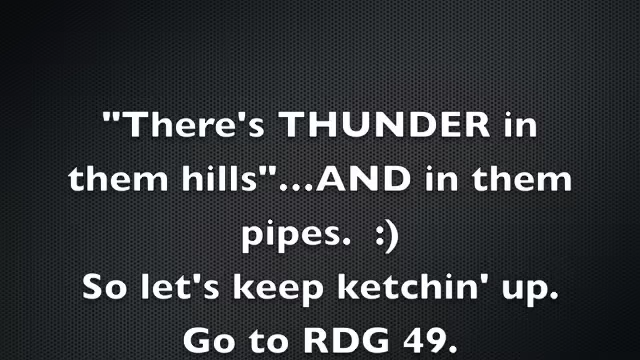 "There's THUNDER in
them hills"...AND in them
pipes.  :)
So let's keep ketchin' up.
Go to RDG 49.